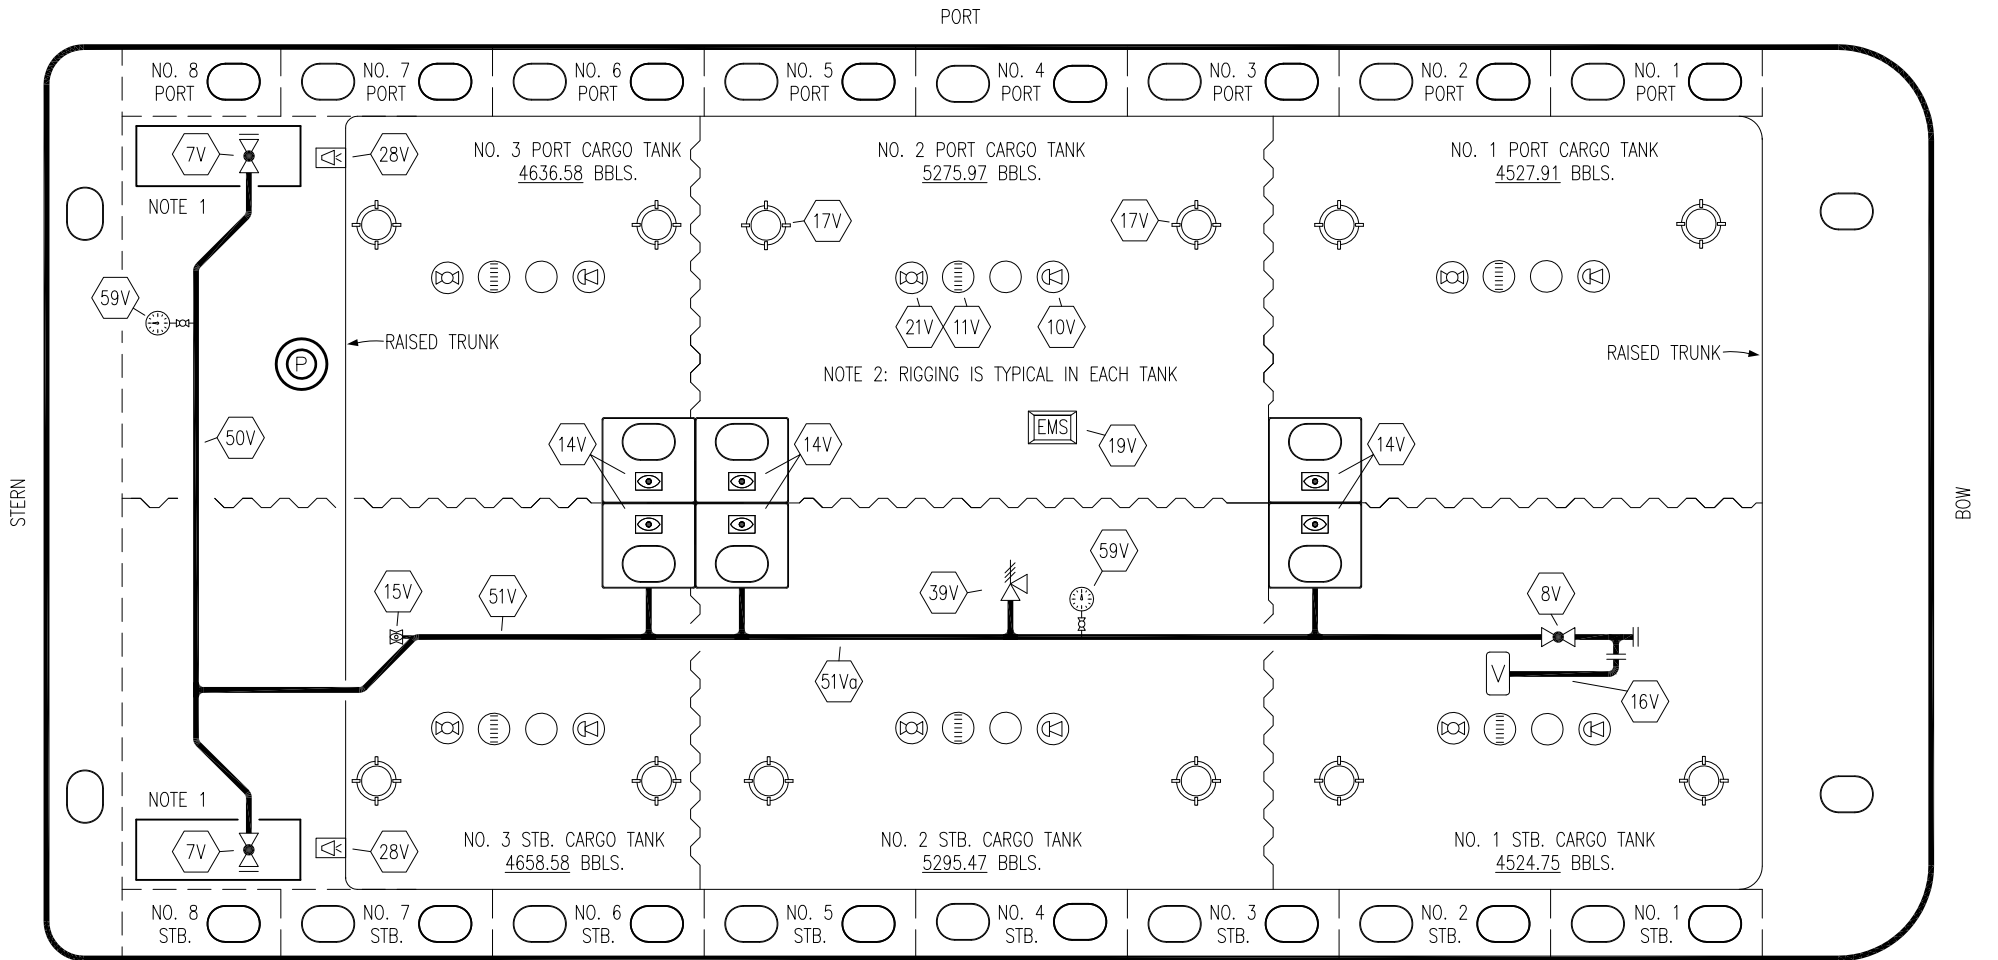 PORT
NO. 8
PORT
NO. 7
PORT
NO. 6
PORT
NO. 5
PORT
NO. 4
PORT
NO. 3
PORT
NO. 2
PORT
NO. 1
PORT
7V
28V
NO. 3 PORT CARGO TANK
4636.58 BBLS.
NO. 2 PORT CARGO TANK
5275.97 BBLS.
NO. 1 PORT CARGO TANK
4527.91 BBLS.
NOTE 1
17V
17V
59V
21V
11V
10V
RAISED TRUNK
RAISED TRUNK
P
NOTE 2: RIGGING IS TYPICAL IN EACH TANK
50V
14V
14V
EMS
19V
14V
STERN
BOW
15V
51V
39V
59V
8V
51Va
V
16V
NOTE 1
7V
28V
NO. 3 STB. CARGO TANK
4658.58 BBLS.
NO. 2 STB. CARGO TANK
5295.47 BBLS.
NO. 1 STB. CARGO TANK
4524.75 BBLS.
NO. 8
STB.
NO. 7
STB.
NO. 6
STB.
NO. 5
STB.
NO. 4
STB.
NO. 3
STB.
NO. 2
STB.
NO. 1
STB.